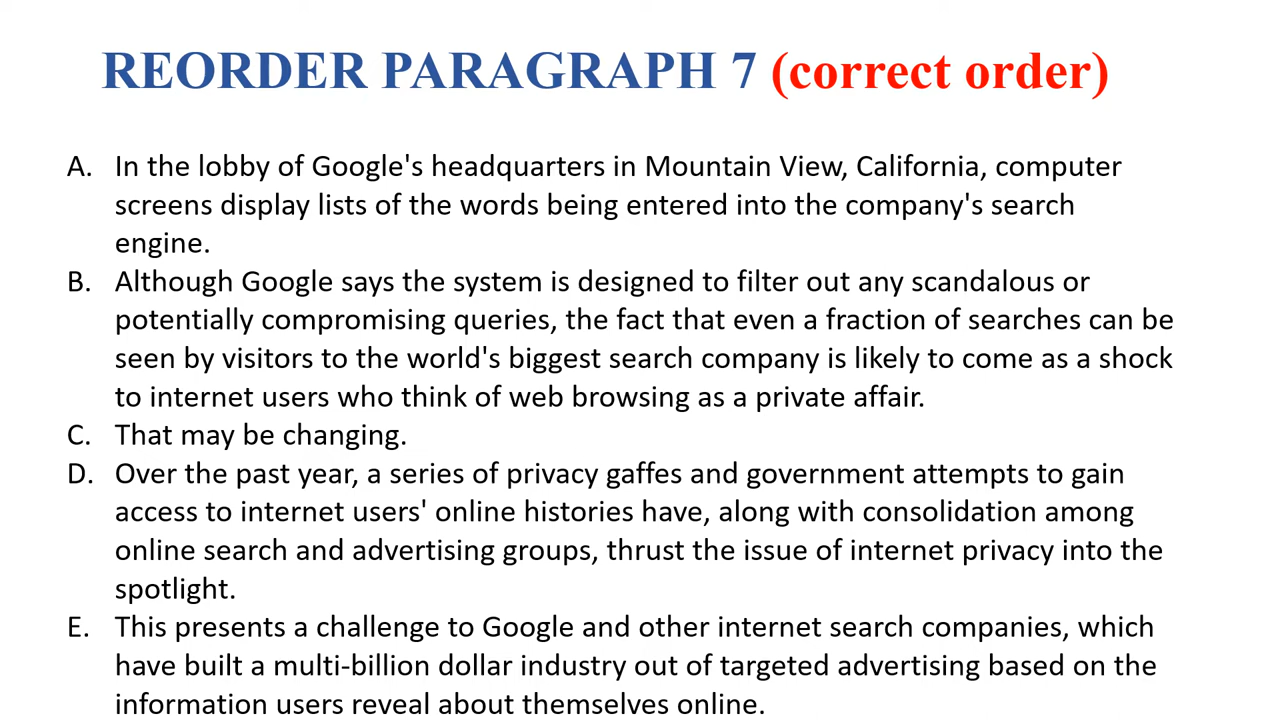 REORDER PARAGRAPH 7 (correct order)
A. In the lobby of Google's headquarters in Mountain View, California, computer
screens display lists of the words being entered into the company's search
engine.
B. Although Google says the system is designed to filter out any scandalous or
potentially compromising queries, the fact that even a fraction of searches can be
seen by visitors to the world's biggest search company is likely to come as a shock
to internet users who think of web browsing as a private affair.
C. That may be changing.
D. Over the past year, a series of privacy gaffes and government attempts to gain
access to internet users' online histories have, along with consolidation among
online search and advertising groups, thrust the issue of internet privacy into the
spotlight.
E. This presents a challenge to Google and other internet search companies, which
have built a multi-billion dollar industry out of targeted advertising based on the
information users reveal about themselves online.